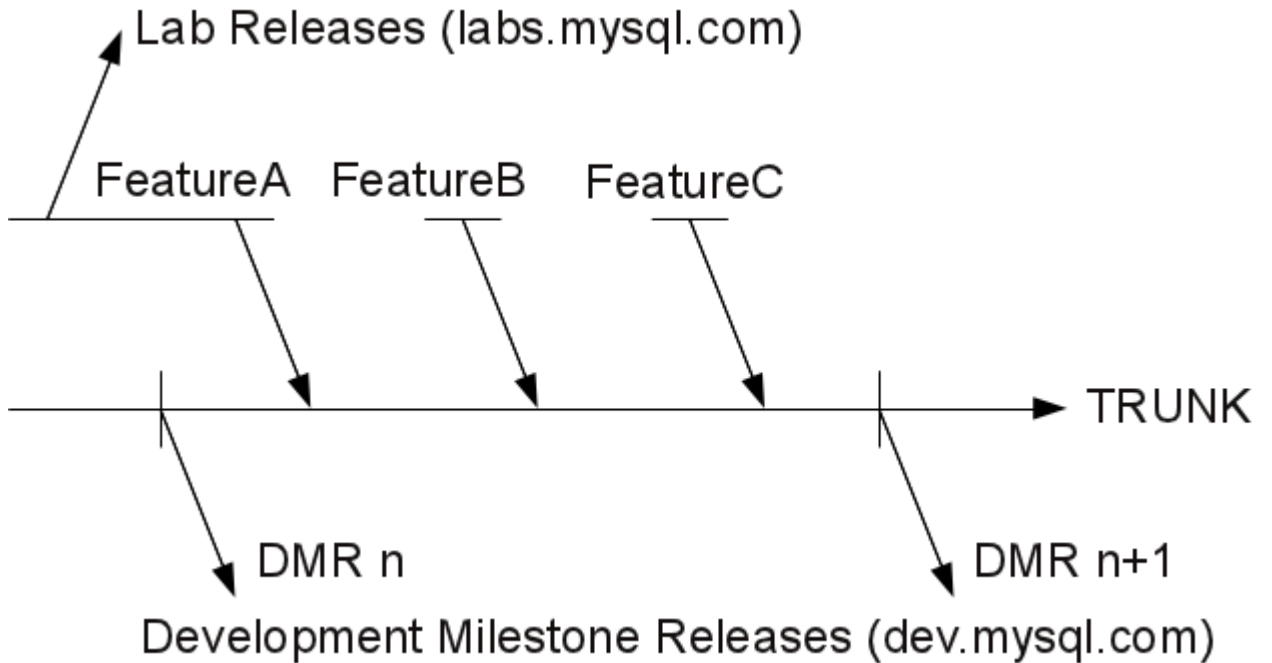 Lab Releases (labs.mysql.com)
FeatureA FeatureB FeatureC
TRUNK
DMR n DMR n+1
Development Milestone Releases (dev.mysql.com)